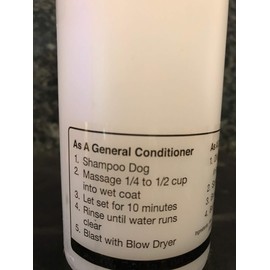 As A General Conditioner
1. Shampoo Dog
2. Massage 1/4 to 1/2 cup
into wet coat
3. Let set for 10 minutes
4. Rinse until water runs
clear
5. Blast with Blow Dryer